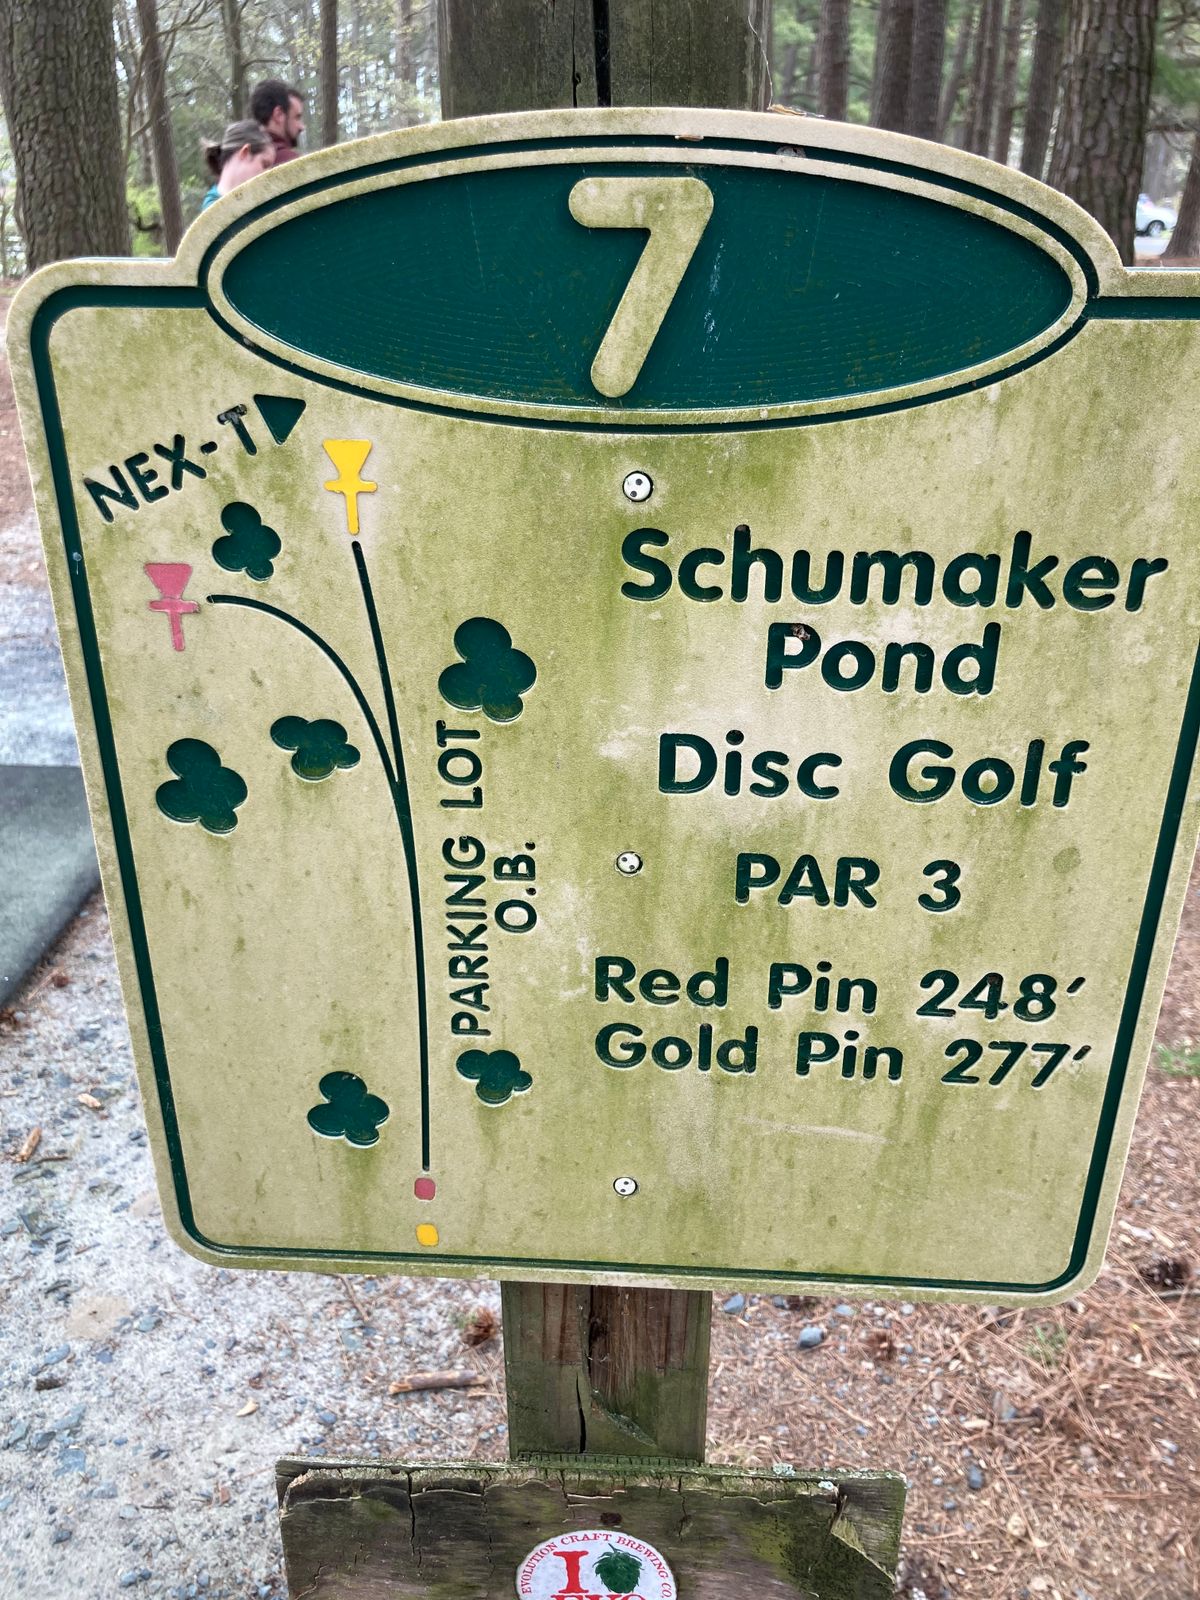 7
NEX-T
Schumaker
Pond
Disc Golf
PARKING LOT
O.B.
PAR 3
Red Pin 248'
Gold Pin 277'
EVOLUTION CRAFT BREWING CO.
I
EVO